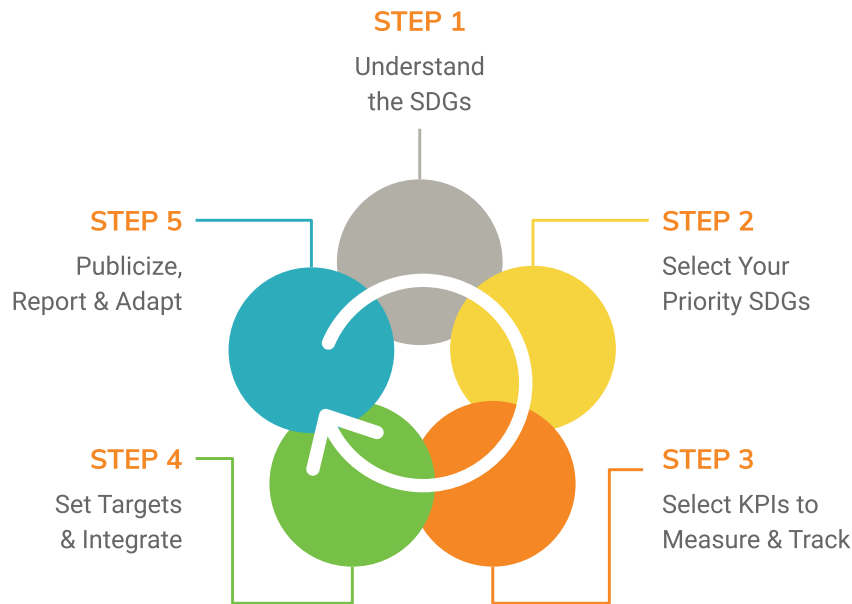 STEP 1
Understand
the SDGs
STEP 2
Select Your
Priority SDGs
STEP 3
Select KPIs to
Measure & Track
STEP 4
Set Targets
& Integrate
STEP 5
Publicize,
Report & Adapt